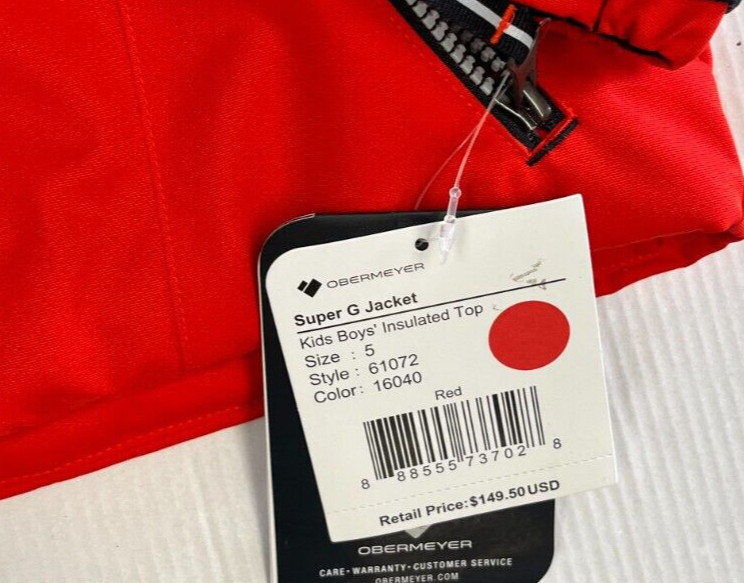 OBERMEYER
Super G Jacket
Kids Boys' Insulated Top
Size : 5
Style : 61072
Color: 16040
Red
8 88555 73702 8
Retail Price:$149.50USD
OBERMEYER
CARE • WARRANTY • CUSTOMER SERVICE
OBERMEYER.COM